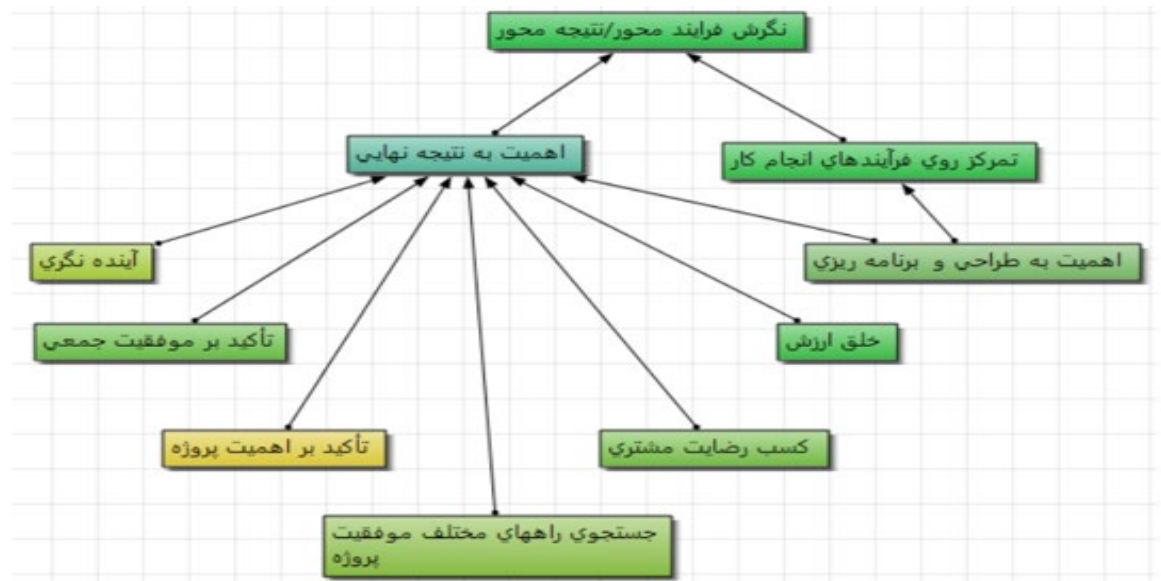 نگرش فرایند محور/نتیجه محور
اهمیت به نتیجه نهایي
تمرکز روي فرآیندهاي انجام کار
آینده نگري
اهمیت به طراحي و برنامه ریزي
تأکید بر موفقیت جمعي
خلق ارزش
تأکید بر اهمیت پروژه
کسب رضایت مشتري
جستجوي راههاي مختلف موفقیت
پروژه